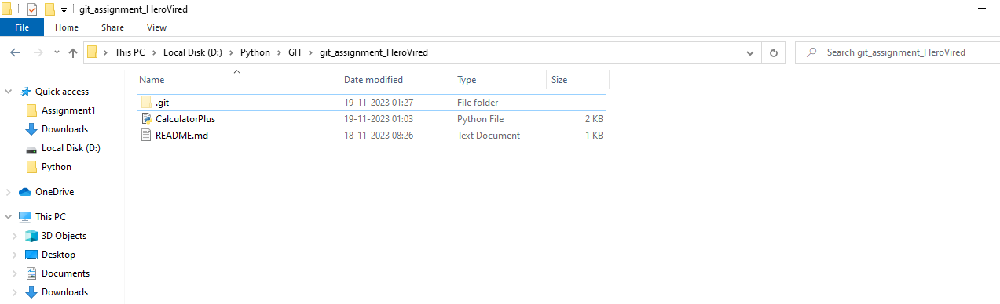 git_assignment_HeroVired
File Home Share View
This PC Local Disk (D:) Python GIT git_assignment_HeroVired Search git_assignment_HeroVired
Name Date modified Type Size
Quick access
Assignment1
Downloads
Local Disk (D:)
Python
OneDrive
This PC
3D Objects
Desktop
Documents
Downloads
.git 19-11-2023 01:27 File folder
CalculatorPlus 19-11-2023 01:03 Python File 2 KB
README.md 18-11-2023 08:26 Text Document 1 KB